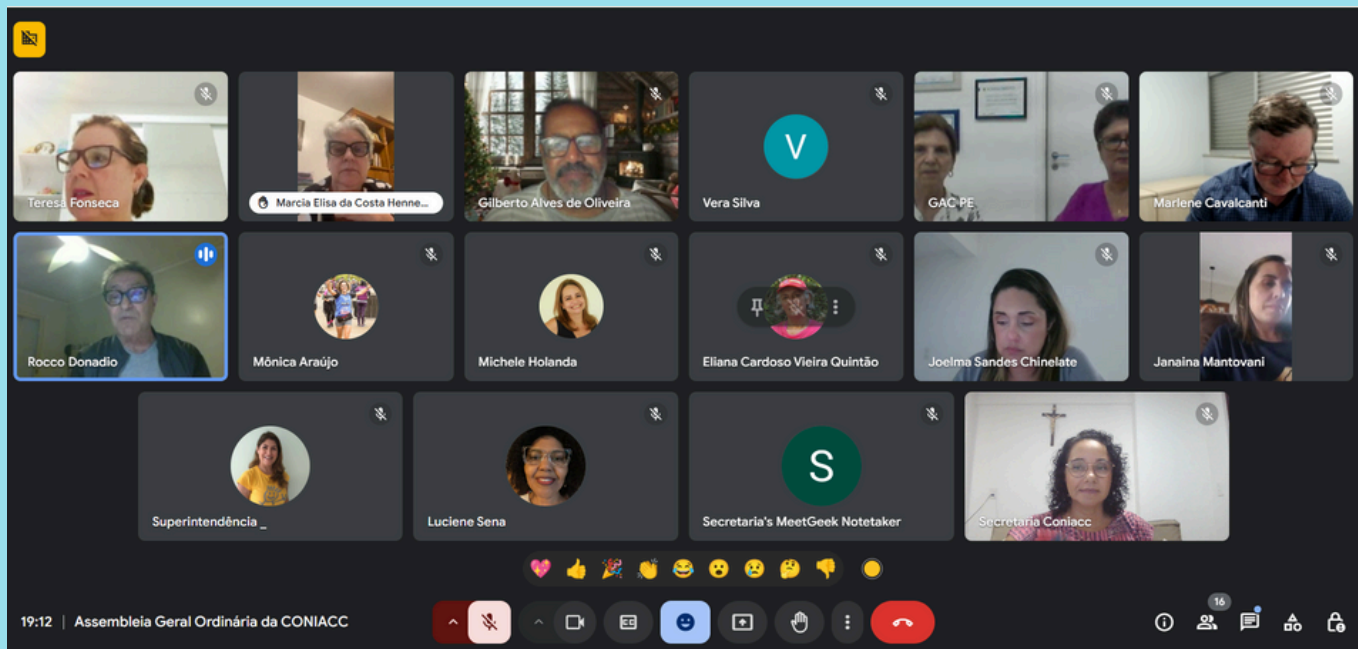 Teresa Fonseca
Marcia Elisa da Costa Henne...
Gilberto Alves de Oliveira
V
Vera Silva
GAC-PE
Marlene Cavalcanti
Rocco Donadio
Mônica Araújo
Michele Holanda
Eliana Cardoso Vieira Quintão
Joelma Sandes Chinelate
Janaina Mantovani
Superintendência _
Luciene Sena
S
Secretaria's MeetGeek Notetaker
Secretaria Coniacc
16
19:12 | Assembleia Geral Ordinária da CONIACC